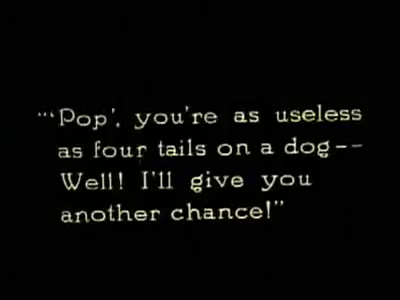 "'Pop', you're as useless
as four tails on a dog--
Well! I'll give you
another chance!"